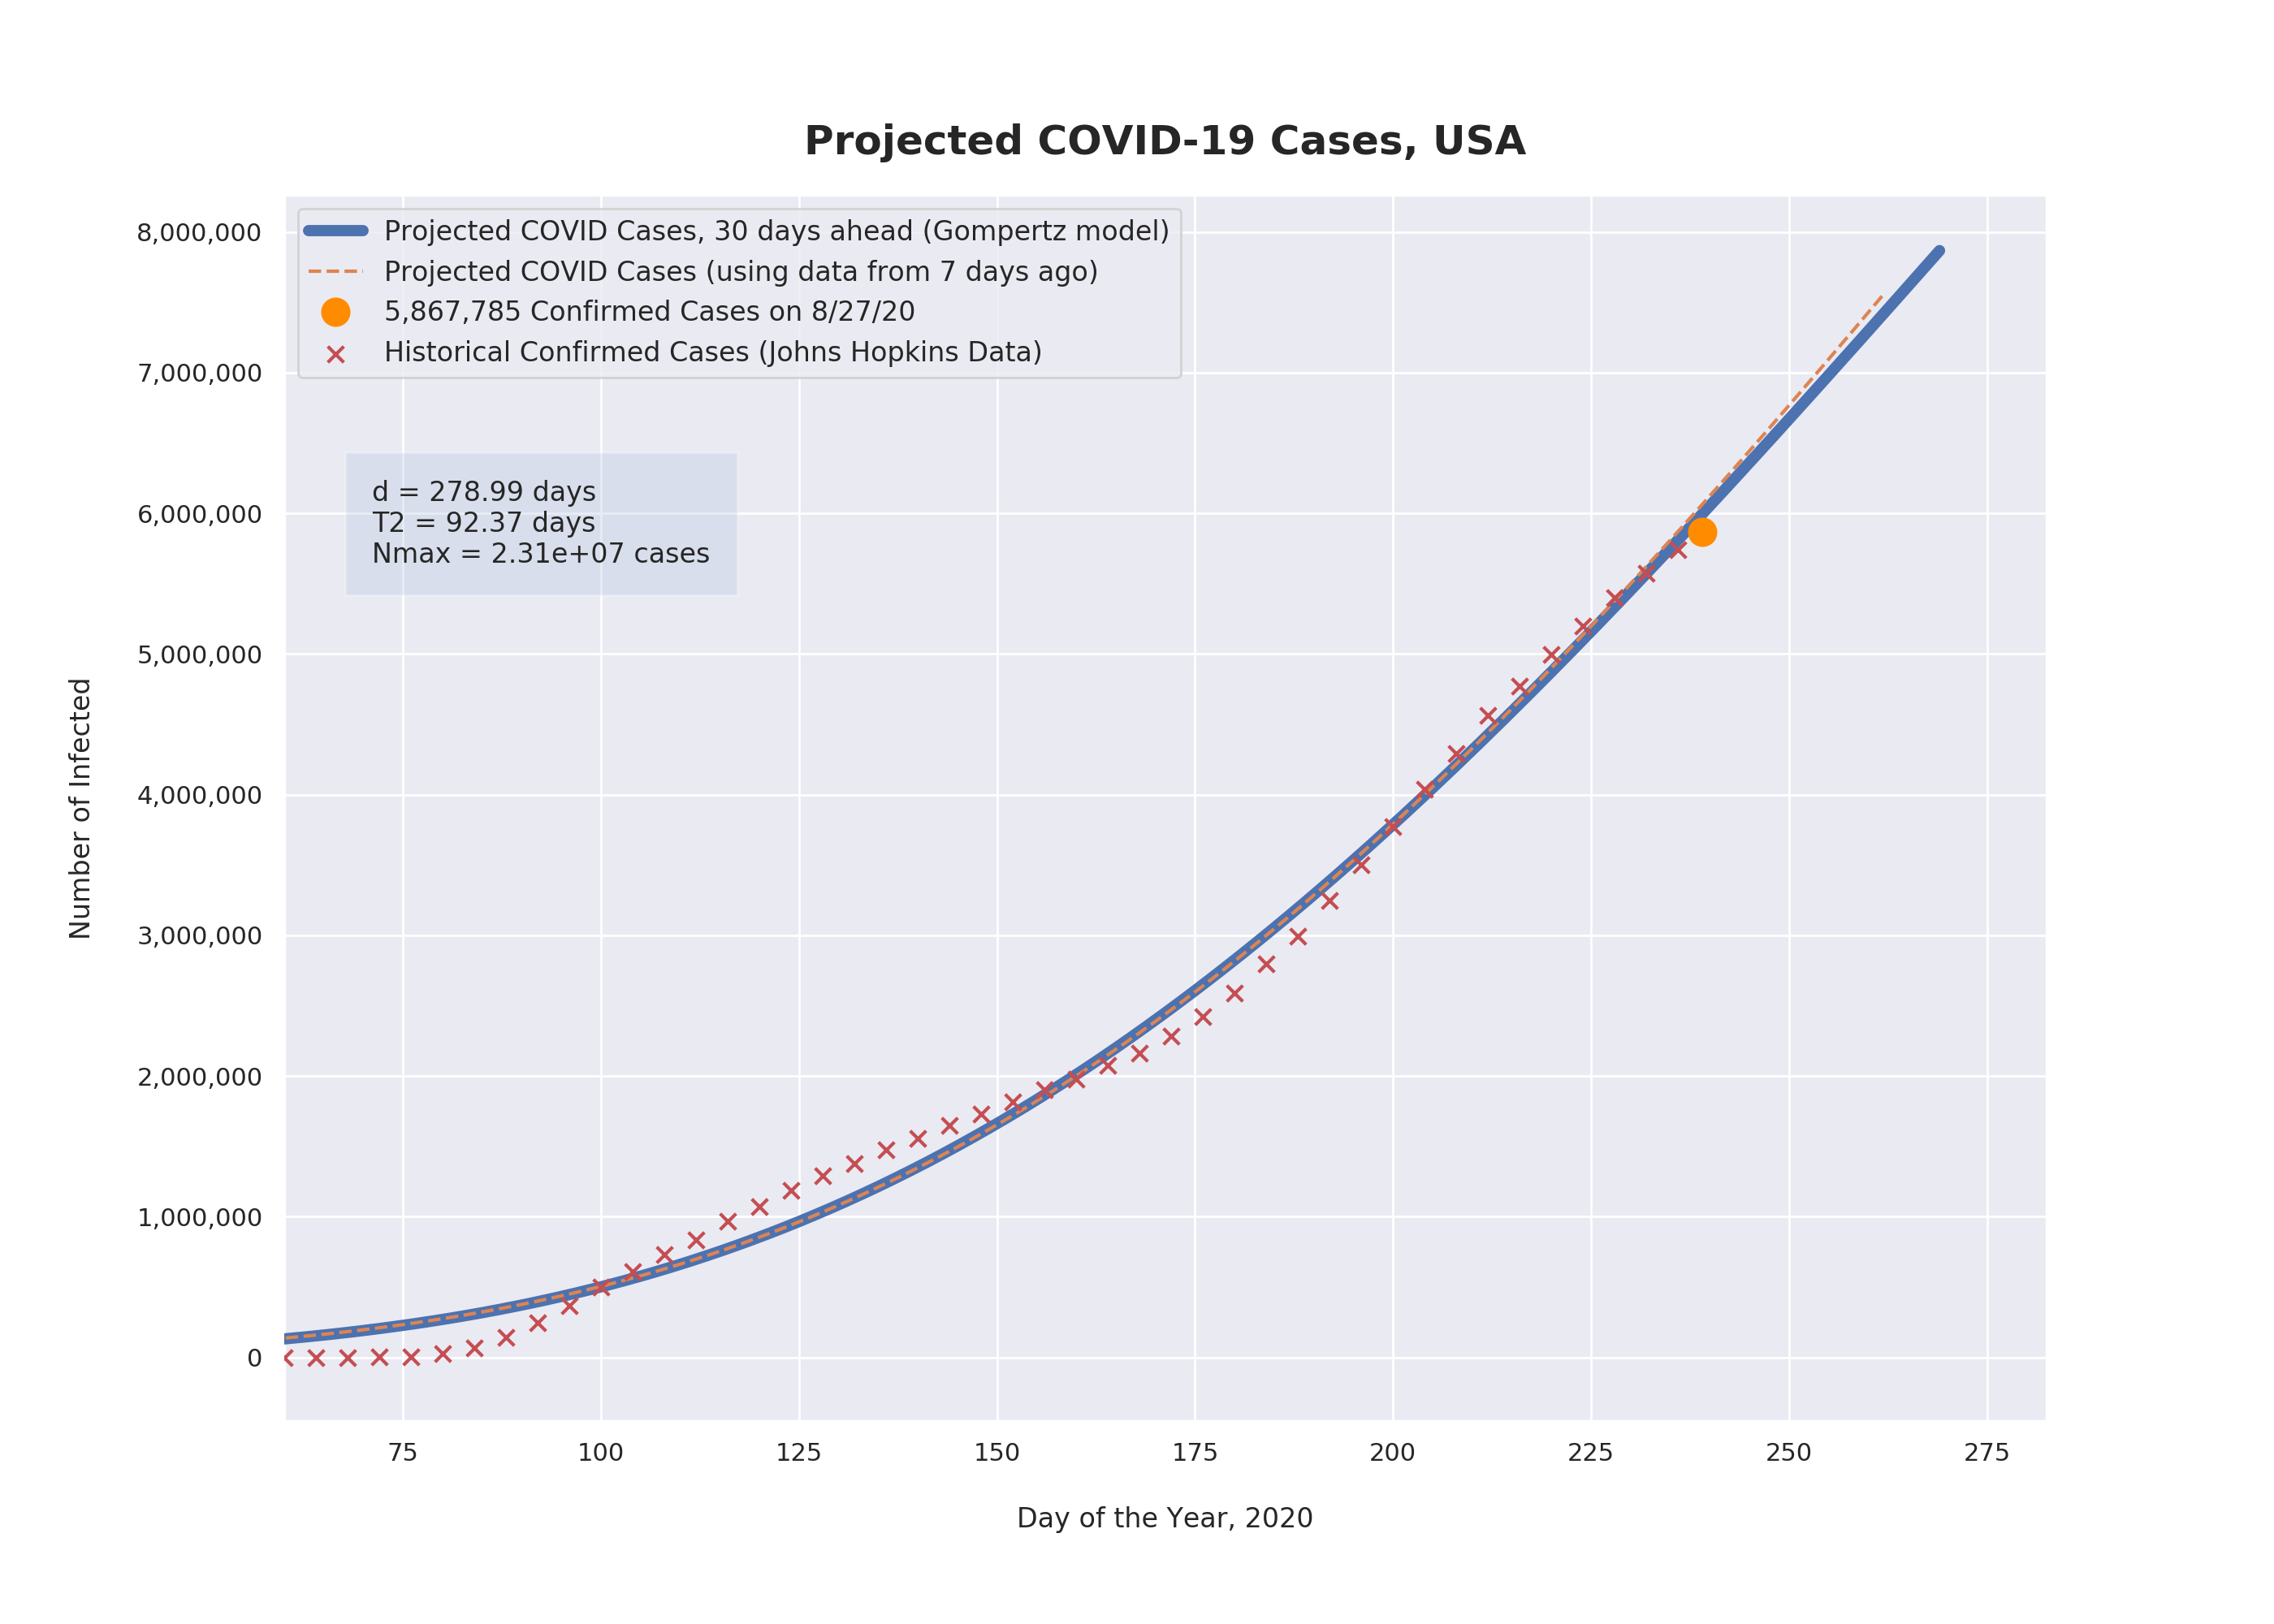 Projected COVID-19 Cases, USA
Projected COVID Cases, 30 days ahead (Gompertz model)
Projected COVID Cases (using data from 7 days ago)
5,867,785 Confirmed Cases on 8/27/20
Historical Confirmed Cases (Johns Hopkins Data)
d = 278.99 days
T2 = 92.37 days
Nmax = 2.31e+07 cases
Number of Infected
8,000,000
7,000,000
6,000,000
5,000,000
4,000,000
3,000,000
2,000,000
1,000,000
0
75 100 125 150 175 200 225 250 275
Day of the Year, 2020